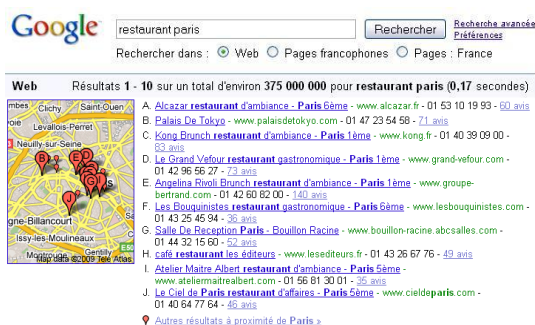 Google
restaurant paris
Rechercher
Recherche avancée
Préférences
Rechercher dans : Web Pages francophones Pages : France
Web Résultats 1 - 10 sur un total d'environ 375 000 000 pour restaurant paris (0,17 secondes)
mbes Clichy Saint-Ouen
Levallois-Perret
Neuilly-sur-Seine
gne-Billancourt
Issy-les-Moulineaux
Montrouge Gentilly
Map data ©2009 Tele Atlas
A. Alcazar restaurant d'ambiance - Paris 6ème - www.alcazar.fr - 01 53 10 19 93 - 60 avis
B. Palais De Tokyo - www.palaisdetokyo.com - 01 47 23 54 58 - 71 avis
C. Kong Brunch restaurant d'ambiance - Paris 1ème - www.kong.fr - 01 40 39 09 00 -
83 avis
D. Le Grand Vefour restaurant gastronomique - Paris 1ème - www.grand-vefour.com -
01 42 96 56 27 - 73 avis
E. Angelina Rivoli Brunch restaurant d'ambiance - Paris 1ème - www.groupe-
bertrand.com - 01 42 60 82 00 - 140 avis
F. Les Bouquinistes restaurant gastronomique - Paris 6ème - www.lesbouquinistes.com -
01 43 25 45 94 - 36 avis
G. Salle De Reception Paris - Bouillon Racine - www.bouillon-racine.abcsalles.com -
01 44 32 15 60 - 52 avis
H. café restaurant les éditeurs - www.lesediteurs.fr - 01 43 26 67 76 - 49 avis
I. Atelier Maitre Albert restaurant d'ambiance - Paris 5ème -
www.ateliermaitrealbert.com - 01 56 81 30 01 - 35 avis
J. Le Ciel de Paris restaurant d'affaires - Paris 5ème - www.cieldeparis.com -
01 40 64 77 64 - 46 avis
Autres résultats à proximité de Paris »